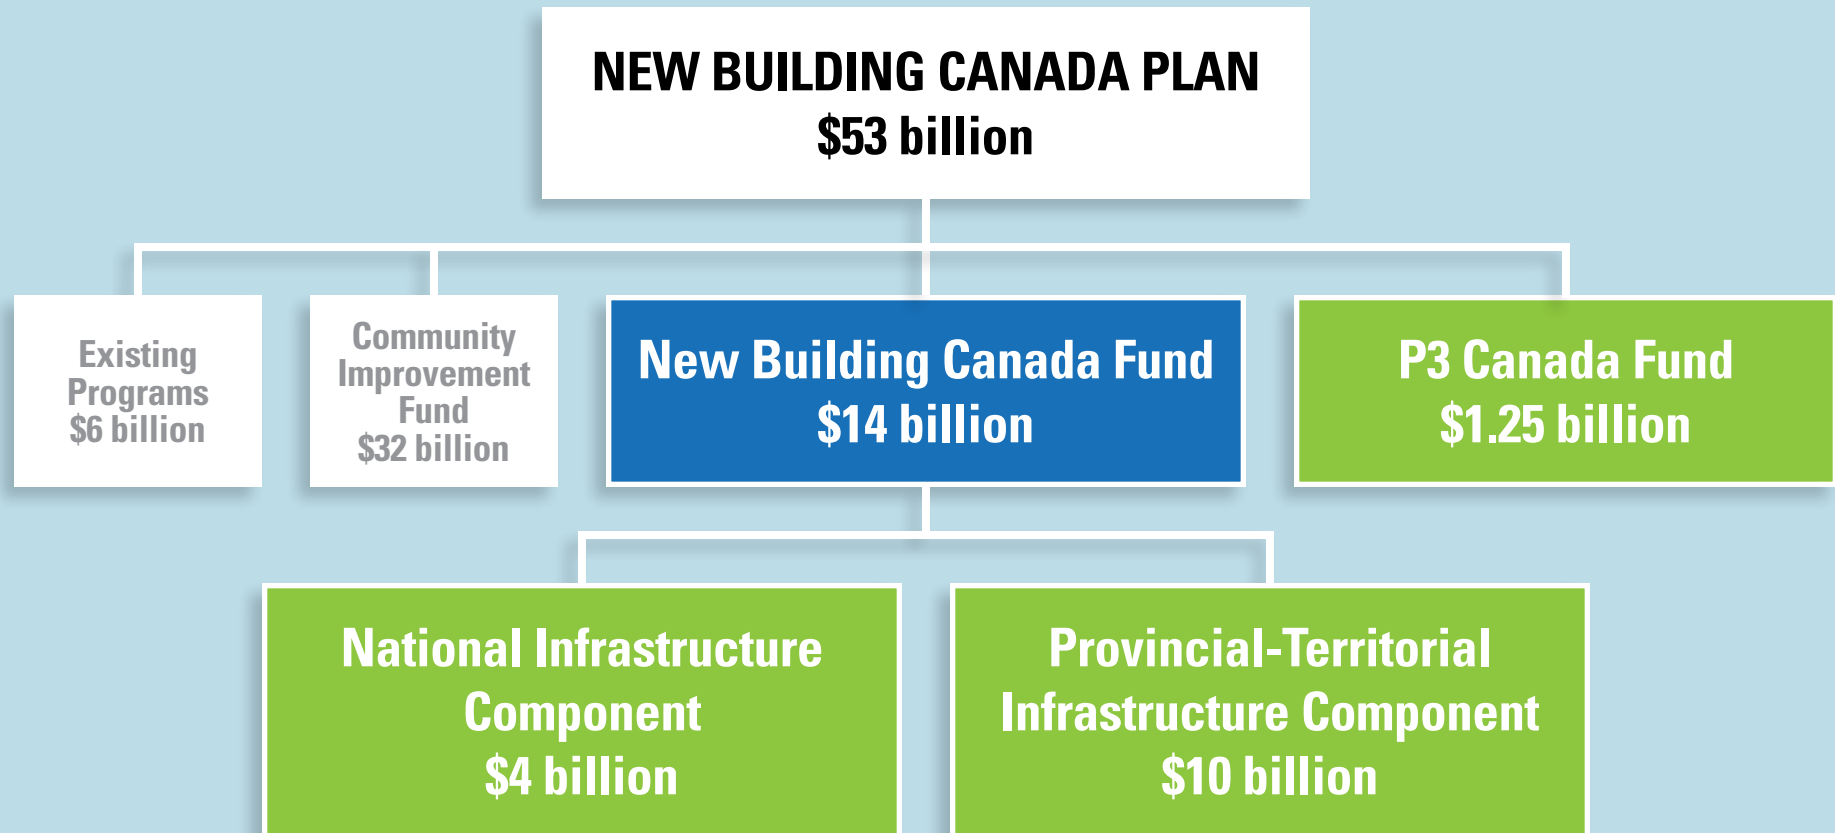 NEW BUILDING CANADA PLAN
$53 billion
Existing
Programs
$6 billion
Community
Improvement
Fund
$32 billion
New Building Canada Fund
$14 billion
P3 Canada Fund
$1.25 billion
National Infrastructure
Component
$4 billion
Provincial-Territorial
Infrastructure Component
$10 billion